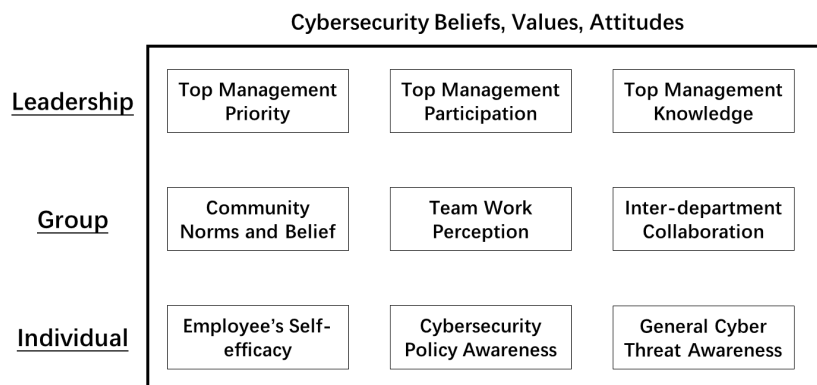 Cybersecurity Beliefs, Values, Attitudes
Leadership
Top Management
Priority
Top Management
Participation
Top Management
Knowledge
Group
Community
Norms and Belief
Team Work
Perception
Inter-department
Collaboration
Individual
Employee's Self-
efficacy
Cybersecurity
Policy Awareness
General Cyber
Threat Awareness